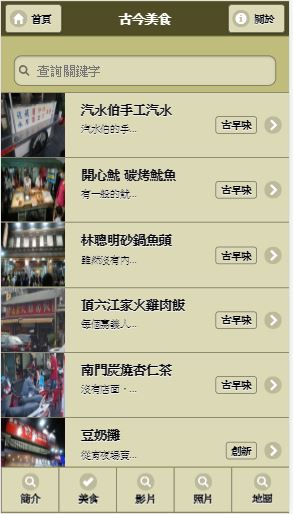 首頁
古今美食
關於
查詢關鍵字
汽水伯手工汽水
汽水伯的手...
古早味
開心魷 碳烤魷魚
有一般的魷...
古早味
林聰明砂鍋魚頭
雖然沒有內...
古早味
頂六江家火雞肉飯
每個嘉義人...
古早味
南門炭燒杏仁茶
沒有店面，...
古早味
豆奶攤
創新
簡介
美食
影片
照片
地圖